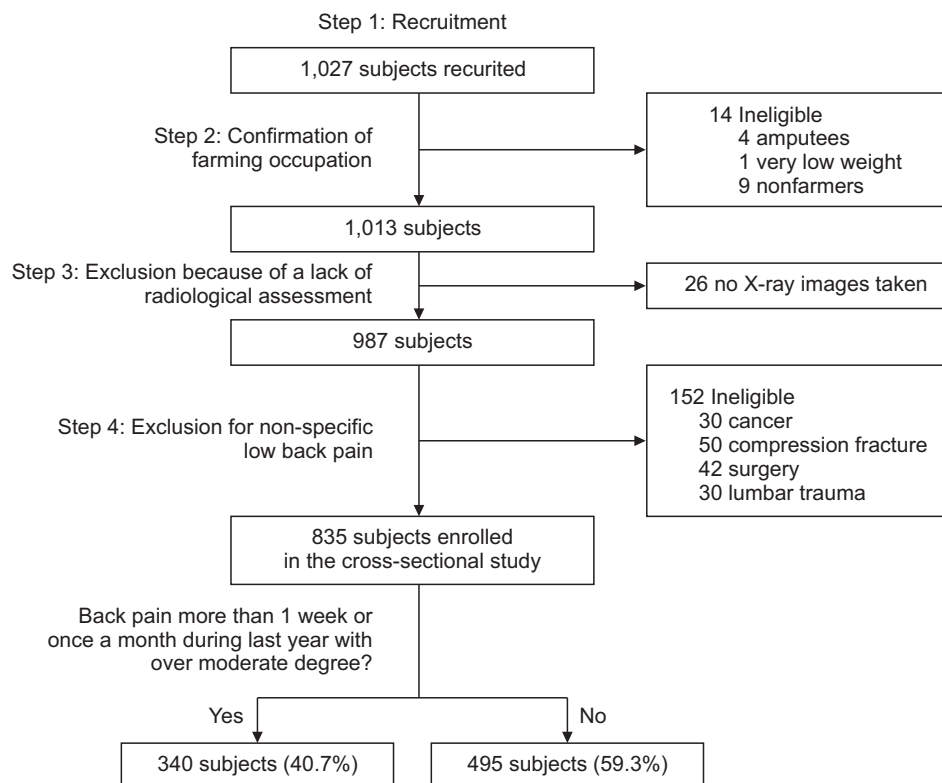 Step 1: Recruitment
1,027 subjects recurited
Step 2: Confirmation of
farming occupation
14 Ineligible
4 amputees
1 very low weight
9 nonfarmers
1,013 subjects
Step 3: Exclusion because of a lack of
radiological assessment
26 no X-ray images taken
987 subjects
Step 4: Exclusion for non-specific
low back pain
152 Ineligible
30 cancer
50 compression fracture
42 surgery
30 lumbar trauma
835 subjects enrolled
in the cross-sectional study
Back pain more than 1 week or
once a month during last year with
over moderate degree?
Yes
No
340 subjects (40.7%)
495 subjects (59.3%)